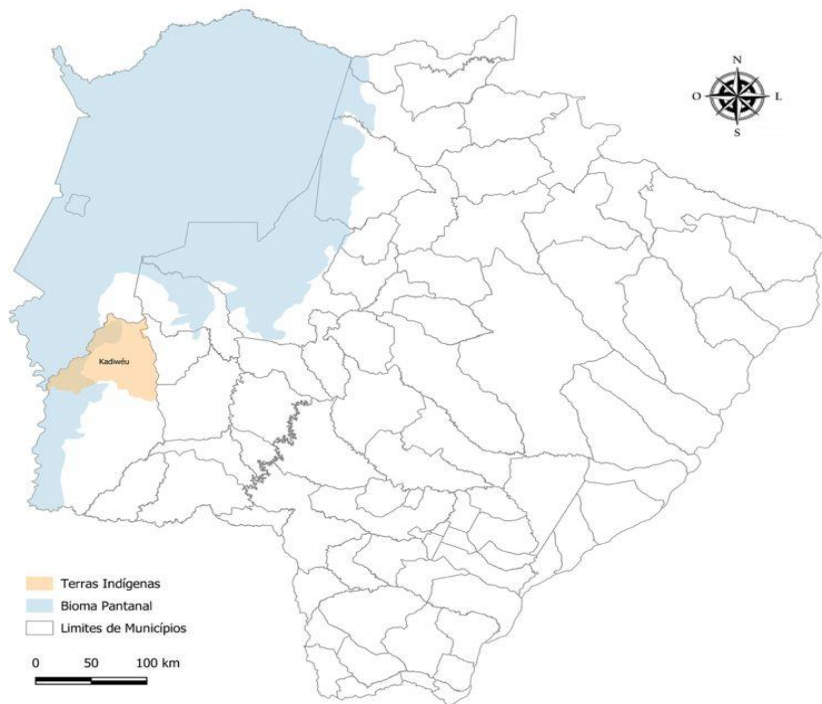 N
O L
S
Kadiwéu
Terras Indígenas
Bioma Pantanal
Limites de Municípios
0 50 100 km